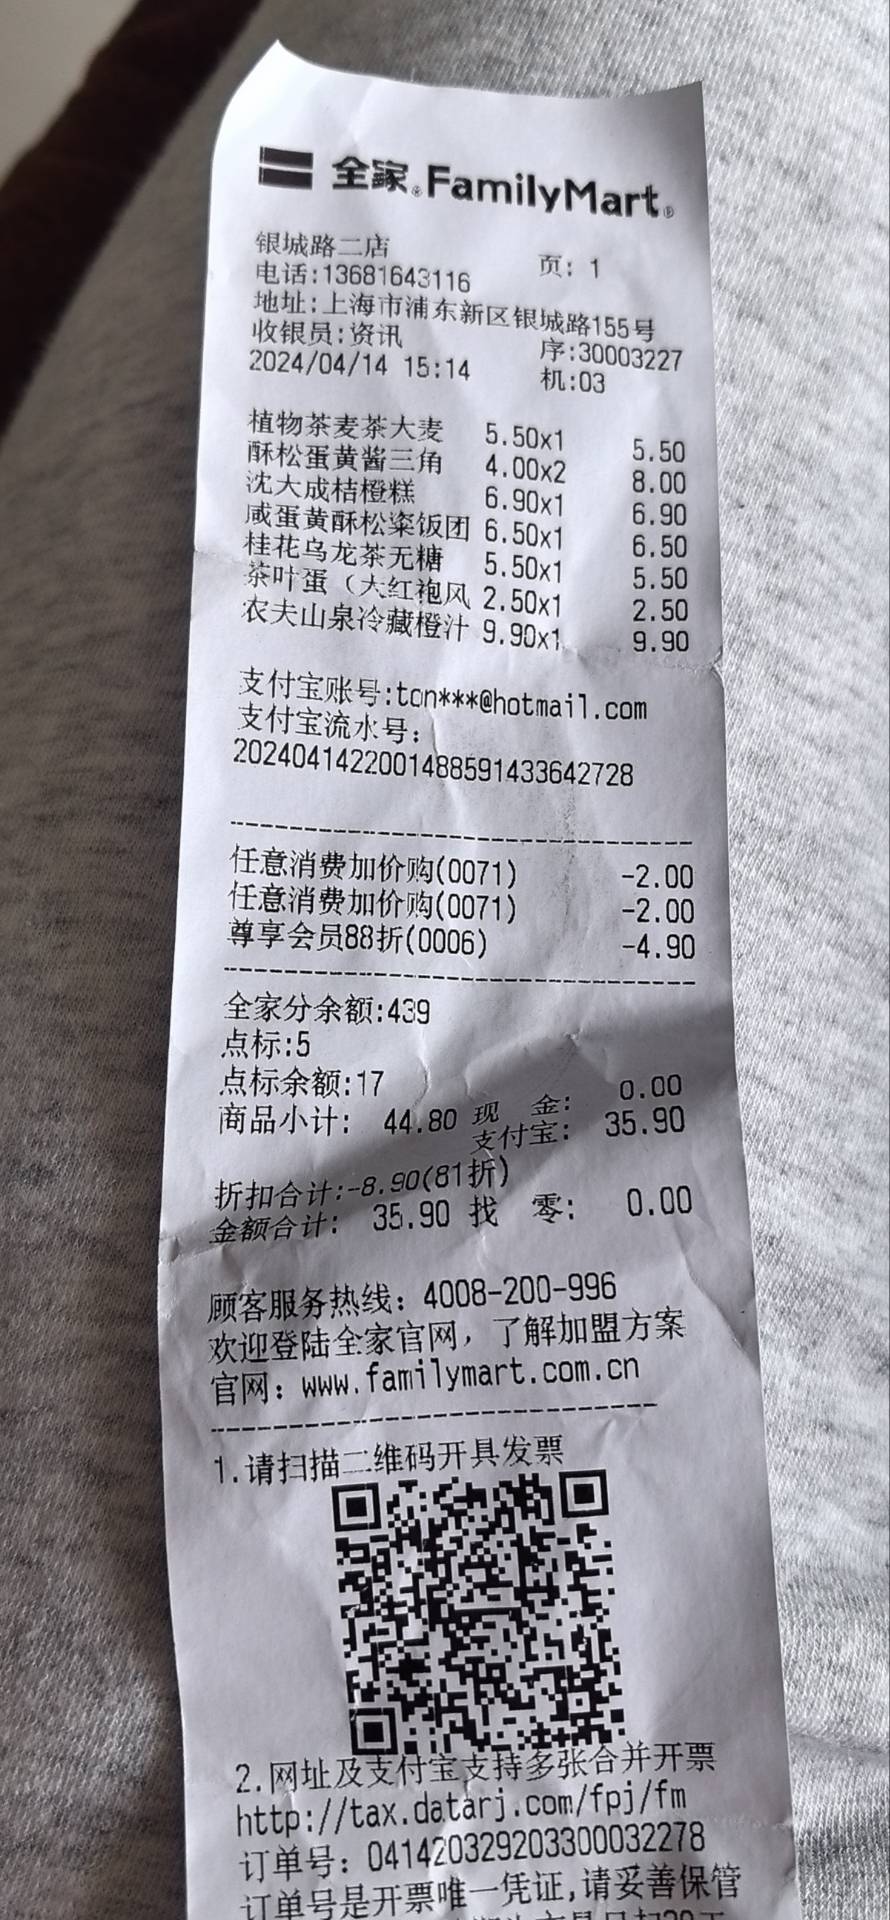 全家® FamilyMart®
银城路二店 页: 1
电话:13681643116
地址:上海市浦东新区银城路155号
收银员:资讯 序:30003227
2024/04/14 15:14 机:03
植物茶麦茶大麦 5.50x1 5.50
酥松蛋黄酱三角 4.00x2 8.00
沈大成桔橙糕 6.90x1 6.90
咸蛋黄酥松粢饭团 6.50x1 6.50
桂花乌龙茶无糖 5.50x1 5.50
茶叶蛋（大红袍风 2.50x1 2.50
农夫山泉冷藏橙汁 9.90x1 9.90
支付宝账号:ton***@hotmail.com
支付宝流水号:
2024041422001488591433642728
任意消费加价购(0071) -2.00
任意消费加价购(0071) -2.00
尊享会员88折(0006) -4.90
全家分余额:439
点标:5
点标余额:17
商品小计: 44.80 现 金: 0.00
支付宝: 35.90
折扣合计:-8.90(81折)
金额合计: 35.90 找 零: 0.00
顾客服务热线: 4008-200-996
欢迎登陆全家官网，了解加盟方案
官网: www.familymart.com.cn
1.请扫描二维码开具发票
2.网址及支付宝支持多张合并开票
http://tax.datarj.com/fpj/fm
订单号: 041420329203300032278
订单号是开票唯一凭证,请妥善保管